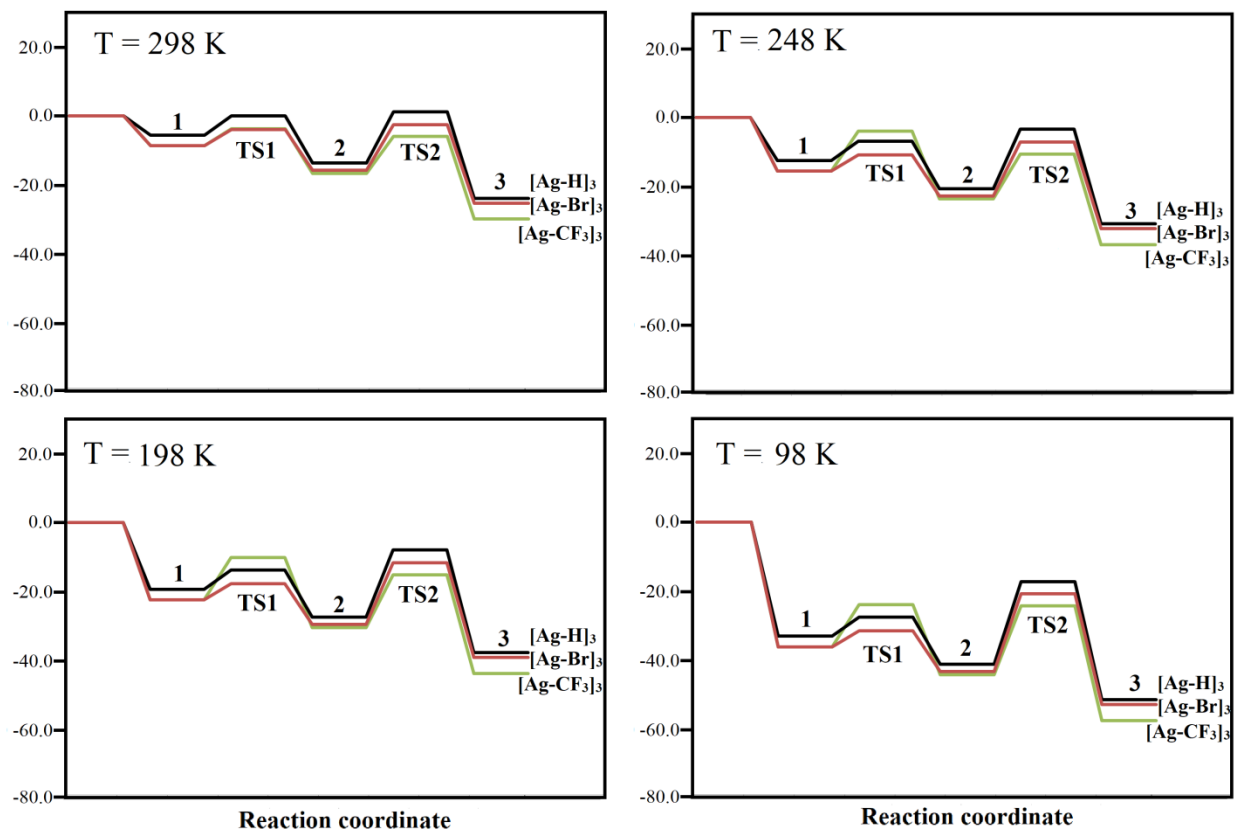 T = 298 K
20.0
0.0
-20.0
-40.0
-60.0
-80.0
1
TS1
2
TS2
3
[Ag-H]₃
[Ag-Br]₃
[Ag-CF₃]₃
T = 248 K
20.0
0.0
-20.0
-40.0
-60.0
-80.0
1
TS1
2
TS2
3
[Ag-H]₃
[Ag-Br]₃
[Ag-CF₃]₃
T = 198 K
20.0
0.0
-20.0
-40.0
-60.0
-80.0
1
TS1
2
TS2
3
[Ag-H]₃
[Ag-Br]₃
[Ag-CF₃]₃
Reaction coordinate
T = 98 K
20.0
0.0
-20.0
-40.0
-60.0
-80.0
1
TS1
2
TS2
3
[Ag-H]₃
[Ag-Br]₃
[Ag-CF₃]₃
Reaction coordinate